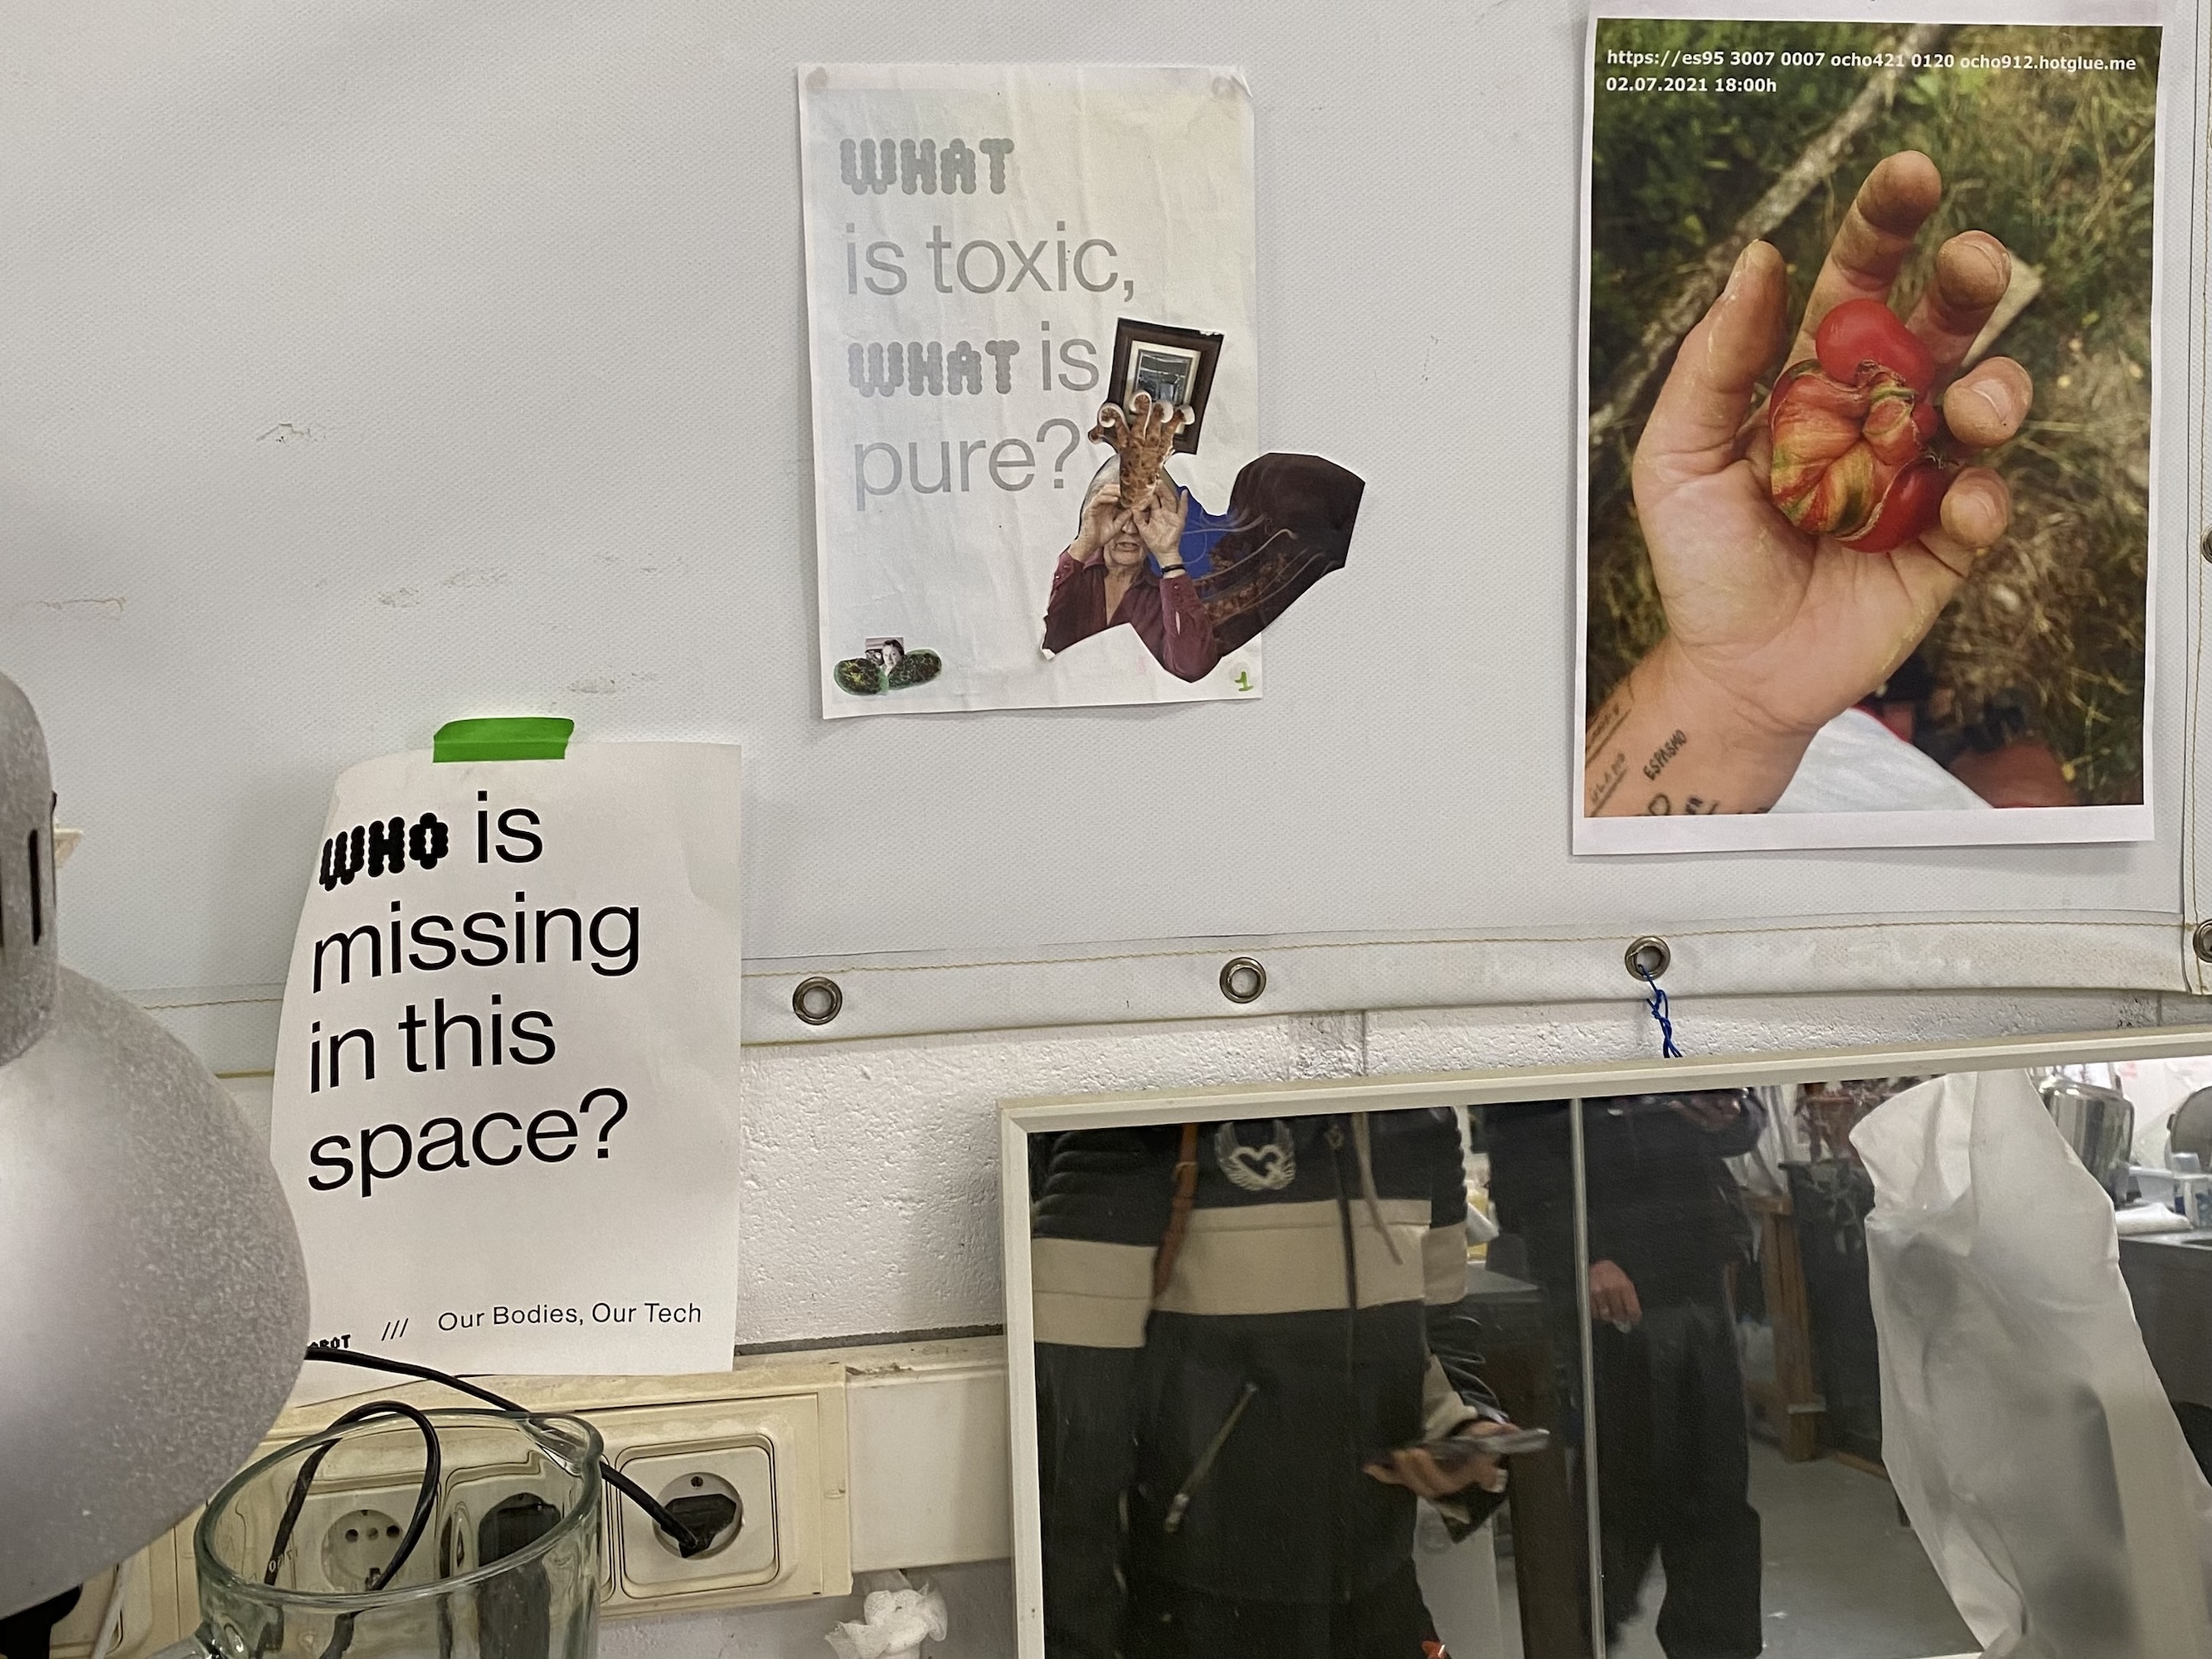 WHAT
is toxic,
WHAT is
pure?
1
https://es95 3007 0007 ocho421 0120 ocho912.hotglue.me
02.07.2021 18:00h
ESPASMO
WHO is
missing
in this
space?
/// Our Bodies, Our Tech